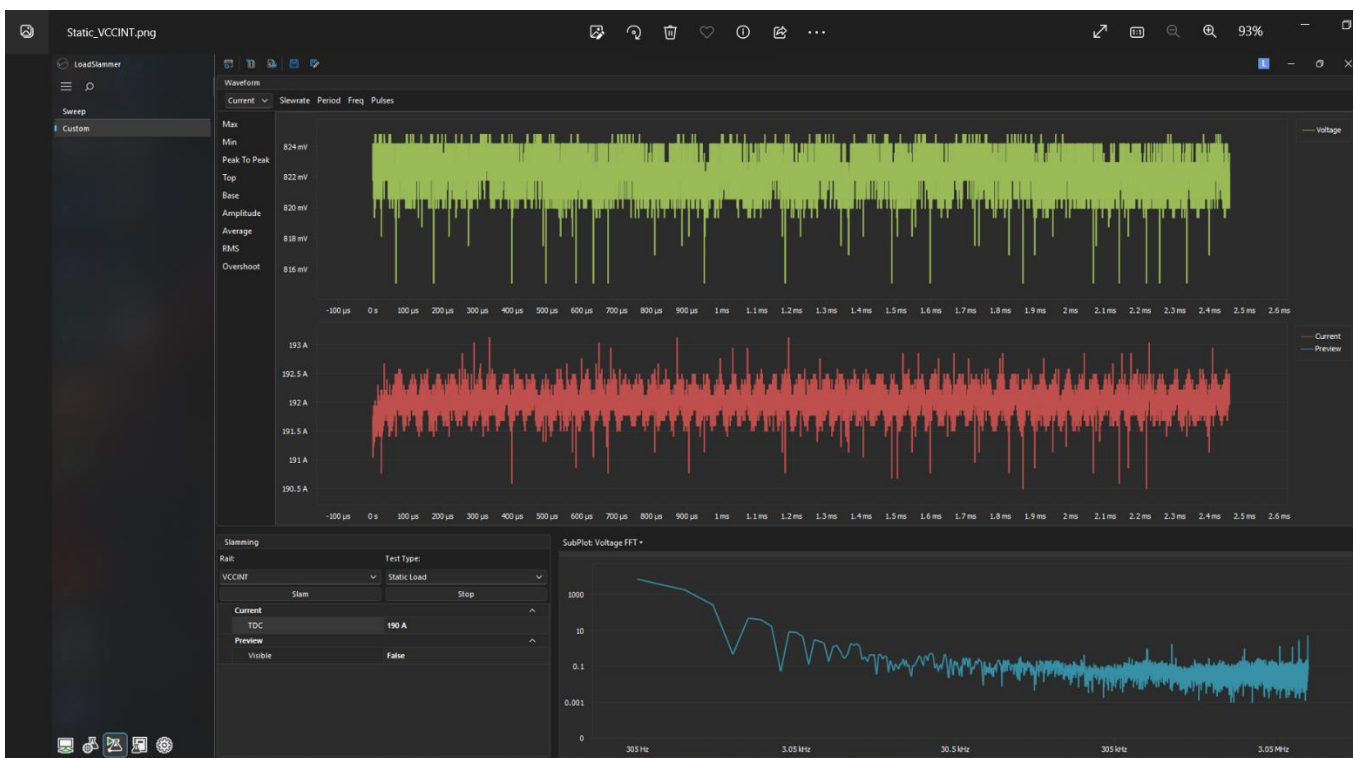 Static_VCCINT.png
93%
LoadSlammer
L
Sweep
Custom
Waveform
Current Slewrate Period Freq Pulses
Max
Min
Peak To Peak
Top
Base
Amplitude
Average
RMS
Overshoot
824 mV
822 mV
820 mV
818 mV
816 mV
Voltage
-100 µs 0 s 100 µs 200 µs 300 µs 400 µs 500 µs 600 µs 700 µs 800 µs 900 µs 1 ms 1.1 ms 1.2 ms 1.3 ms 1.4 ms 1.5 ms 1.6 ms 1.7 ms 1.8 ms 1.9 ms 2 ms 2.1 ms 2.2 ms 2.3 ms 2.4 ms 2.5 ms 2.6 ms
193 A
192.5 A
192 A
191.5 A
191 A
190.5 A
Current
Preview
-100 µs 0 s 100 µs 200 µs 300 µs 400 µs 500 µs 600 µs 700 µs 800 µs 900 µs 1 ms 1.1 ms 1.2 ms 1.3 ms 1.4 ms 1.5 ms 1.6 ms 1.7 ms 1.8 ms 1.9 ms 2 ms 2.1 ms 2.2 ms 2.3 ms 2.4 ms 2.5 ms 2.6 ms
Slamming
Rail: Test Type:
VCCINT Static Load
Slam Stop
Current
TDC 190 A
Preview
Visible False
SubPlot: Voltage FFT
1000
10
0.1
0.001
0
305 Hz 3.05 kHz 30.5 kHz 305 kHz 3.05 MHz